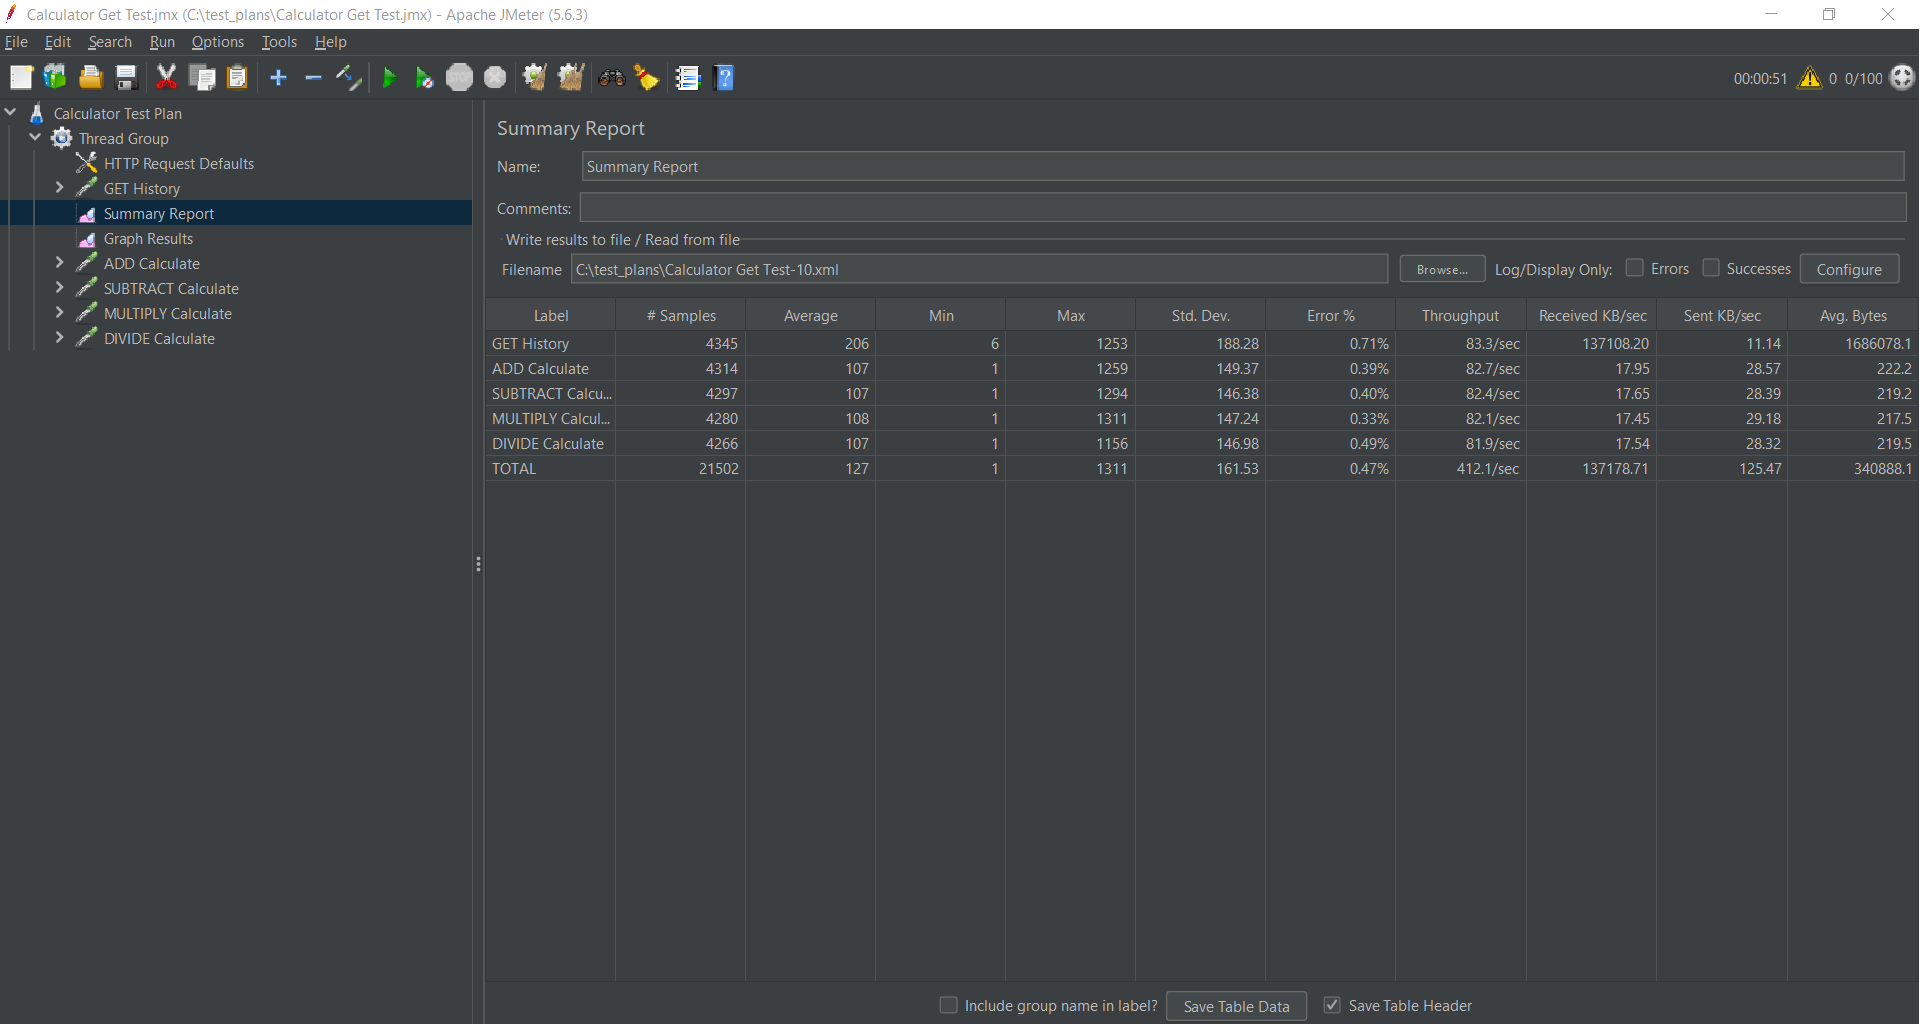 Calculator Get Test.jmx (C:\test_plans\Calculator Get Test.jmx) - Apache JMeter (5.6.3)
File Edit Search Run Options Tools Help
STOP 00:00:51 0 0/100
Calculator Test Plan
Thread Group
HTTP Request Defaults
GET History
Summary Report
Graph Results
ADD Calculate
SUBTRACT Calculate
MULTIPLY Calculate
DIVIDE Calculate
Summary Report
Name: Summary Report
Comments:
Write results to file / Read from file
Filename C:\test_plans\Calculator Get Test-10.xml Browse... Log/Display Only: Errors Successes Configure
Label # Samples Average Min Max Std. Dev. Error % Throughput Received KB/sec Sent KB/sec Avg. Bytes
GET History 4345 206 6 1253 188.28 0.71% 83.3/sec 137108.20 11.14 1686078.1
ADD Calculate 4314 107 1 1259 149.37 0.39% 82.7/sec 17.95 28.57 222.2
SUBTRACT Calcu... 4297 107 1 1294 146.38 0.40% 82.4/sec 17.65 28.39 219.2
MULTIPLY Calcul... 4280 108 1 1311 147.24 0.33% 82.1/sec 17.45 29.18 217.5
DIVIDE Calculate 4266 107 1 1156 146.98 0.49% 81.9/sec 17.54 28.32 219.5
TOTAL 21502 127 1 1311 161.53 0.47% 412.1/sec 137178.71 125.47 340888.1
Include group name in label? Save Table Data Save Table Header